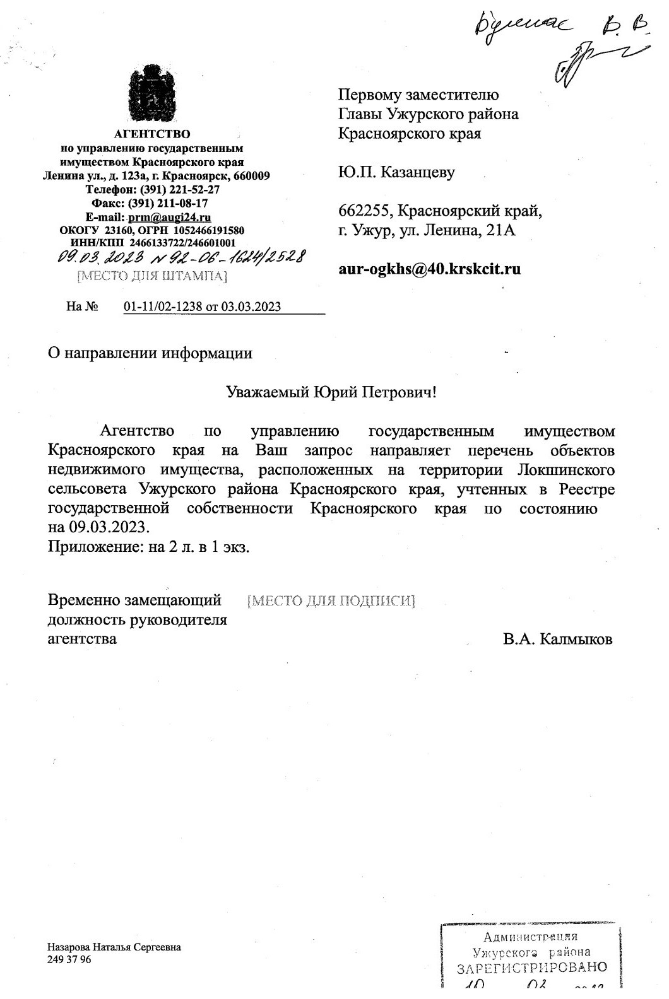 В. В.
АГЕНТСТВО
по управлению государственным
имуществом Красноярского края
Ленина ул., д. 123а, г. Красноярск, 660009
Телефон: (391) 221-52-27
Факс: (391) 211-08-17
E-mail: prm@augi24.ru
ОКОГУ 23160, ОГРН 1052466191580
ИНН/КПП 2466133722/246601001
09.03.2023 N 92-06-1624/2528
[МЕСТО ДЛЯ ШТАМПА]
На № 01-11/02-1238 от 03.03.2023
Первому заместителю
Главы Ужурского района
Красноярского края
Ю.П. Казанцеву
662255, Красноярский край,
г. Ужур, ул. Ленина, 21А
aur-ogkhs@40.krskcit.ru
О направлении информации
Уважаемый Юрий Петрович!
Агентство по управлению государственным имуществом
Красноярского края на Ваш запрос направляет перечень объектов
недвижимого имущества, расположенных на территории Локшинского
сельсовета Ужурского района Красноярского края, учтенных в Реестре
государственной собственности Красноярского края по состоянию
на 09.03.2023.
Приложение: на 2 л. в 1 экз.
Временно замещающий [МЕСТО ДЛЯ ПОДПИСИ]
должность руководителя
агентства В.А. Калмыков
Назарова Наталья Сергеевна
249 37 96
Администрация
Ужурского района
ЗАРЕГИСТРИРОВАНО